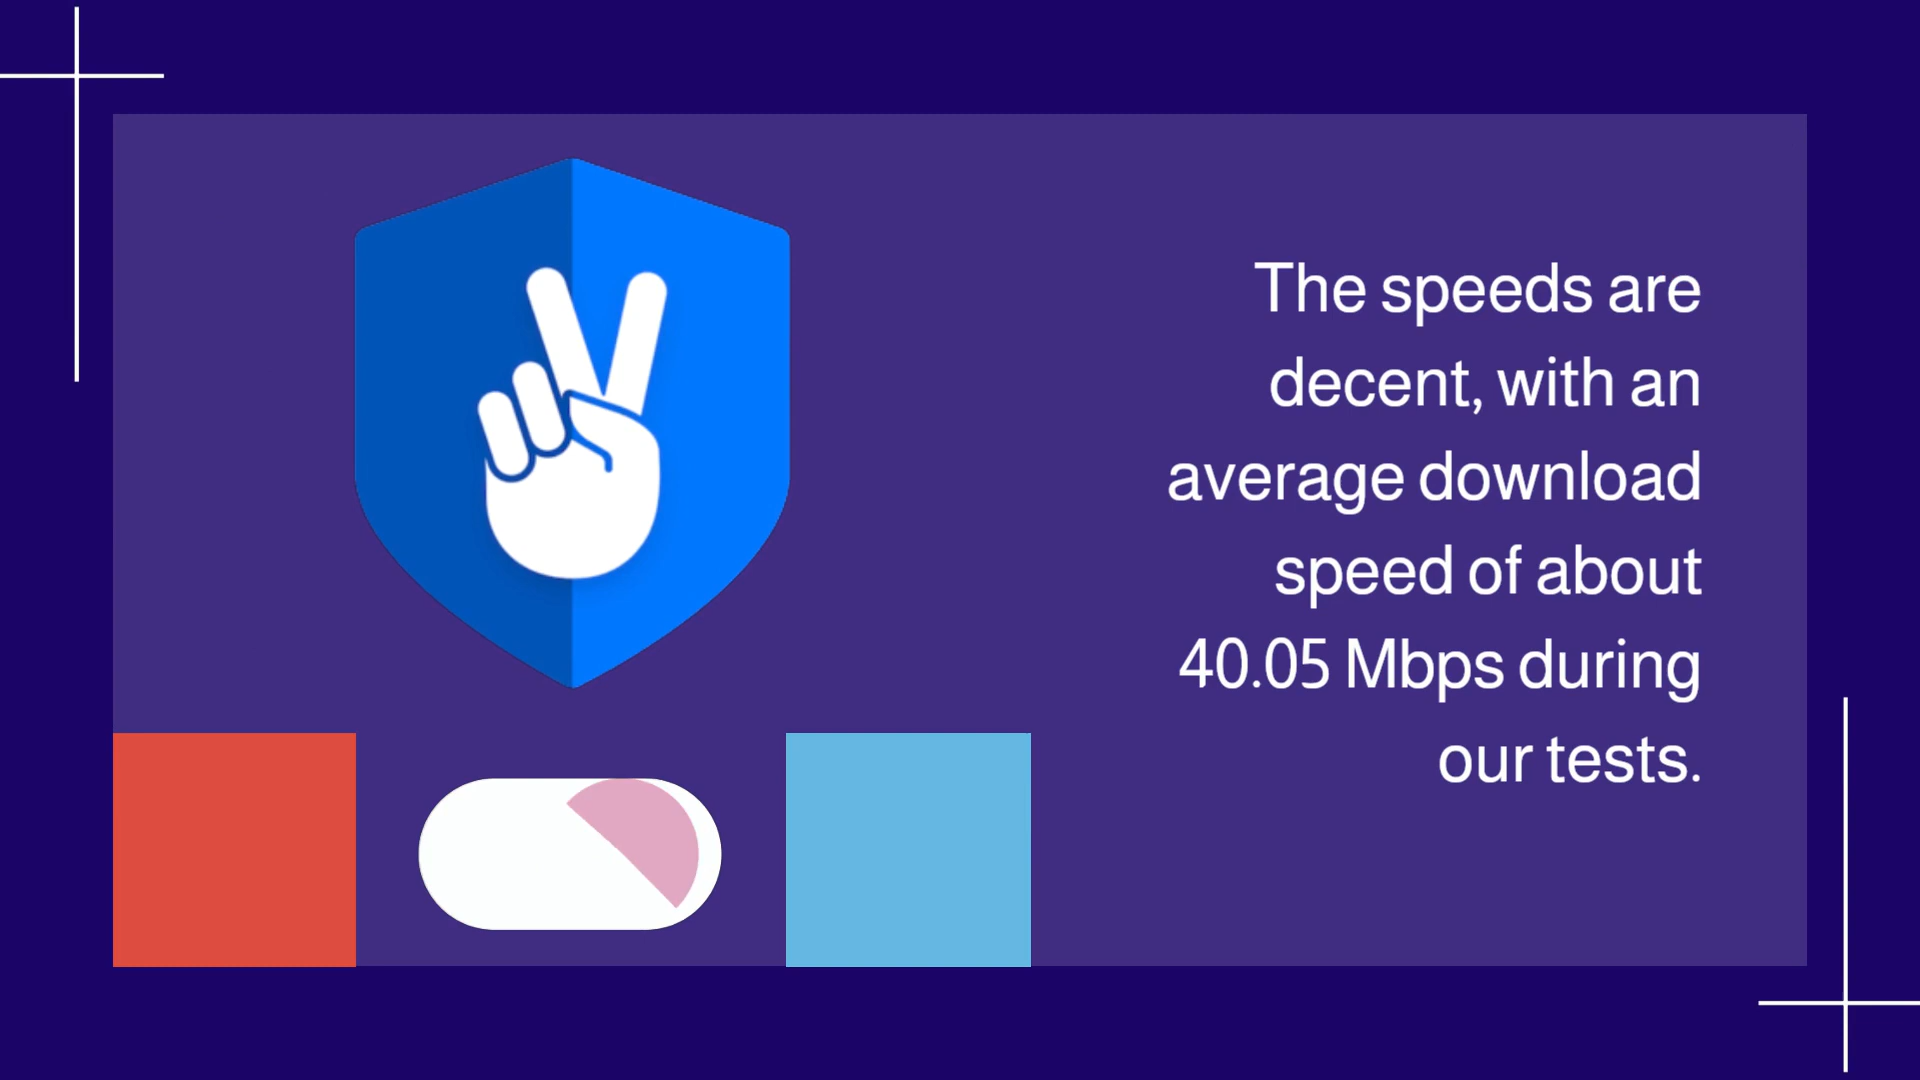 The speeds are
decent, with an
average download
speed of about
40.05 Mbps during
our tests.